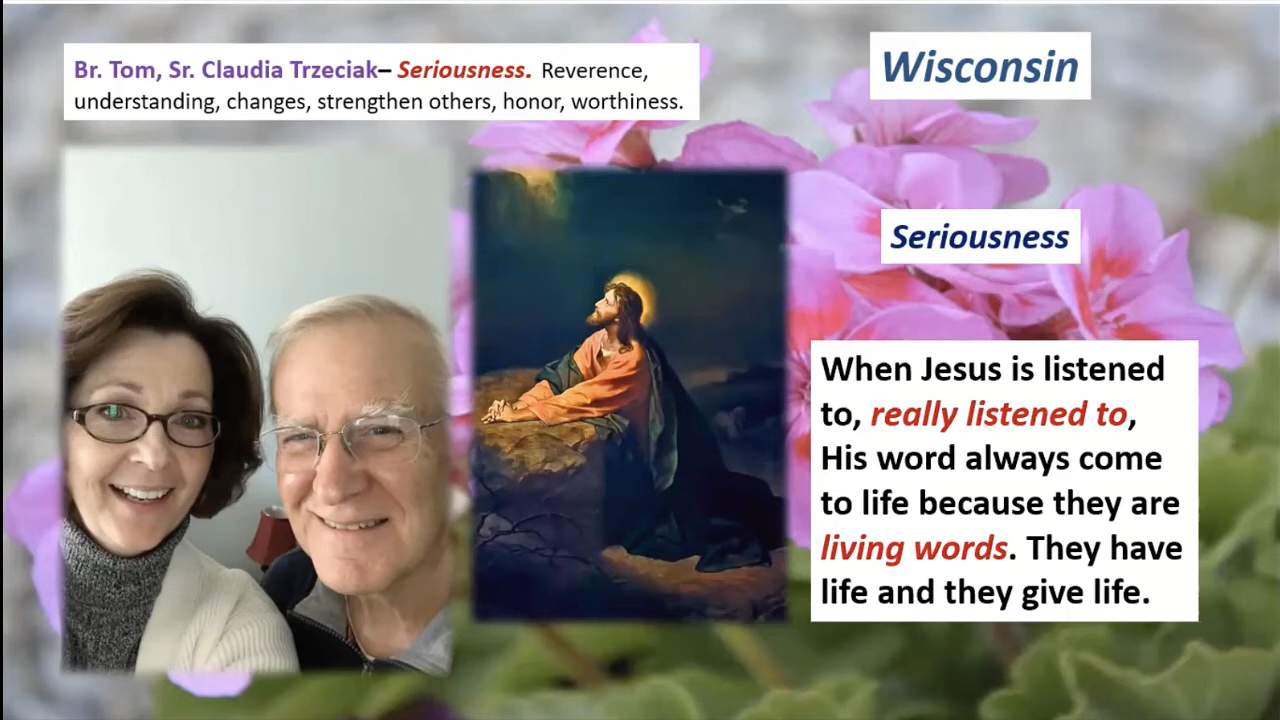 Br. Tom, Sr. Claudia Trzeciak– Seriousness. Reverence,
understanding, changes, strengthen others, honor, worthiness.
Wisconsin
Seriousness
When Jesus is listened
to, really listened to,
His word always come
to life because they are
living words. They have
life and they give life.